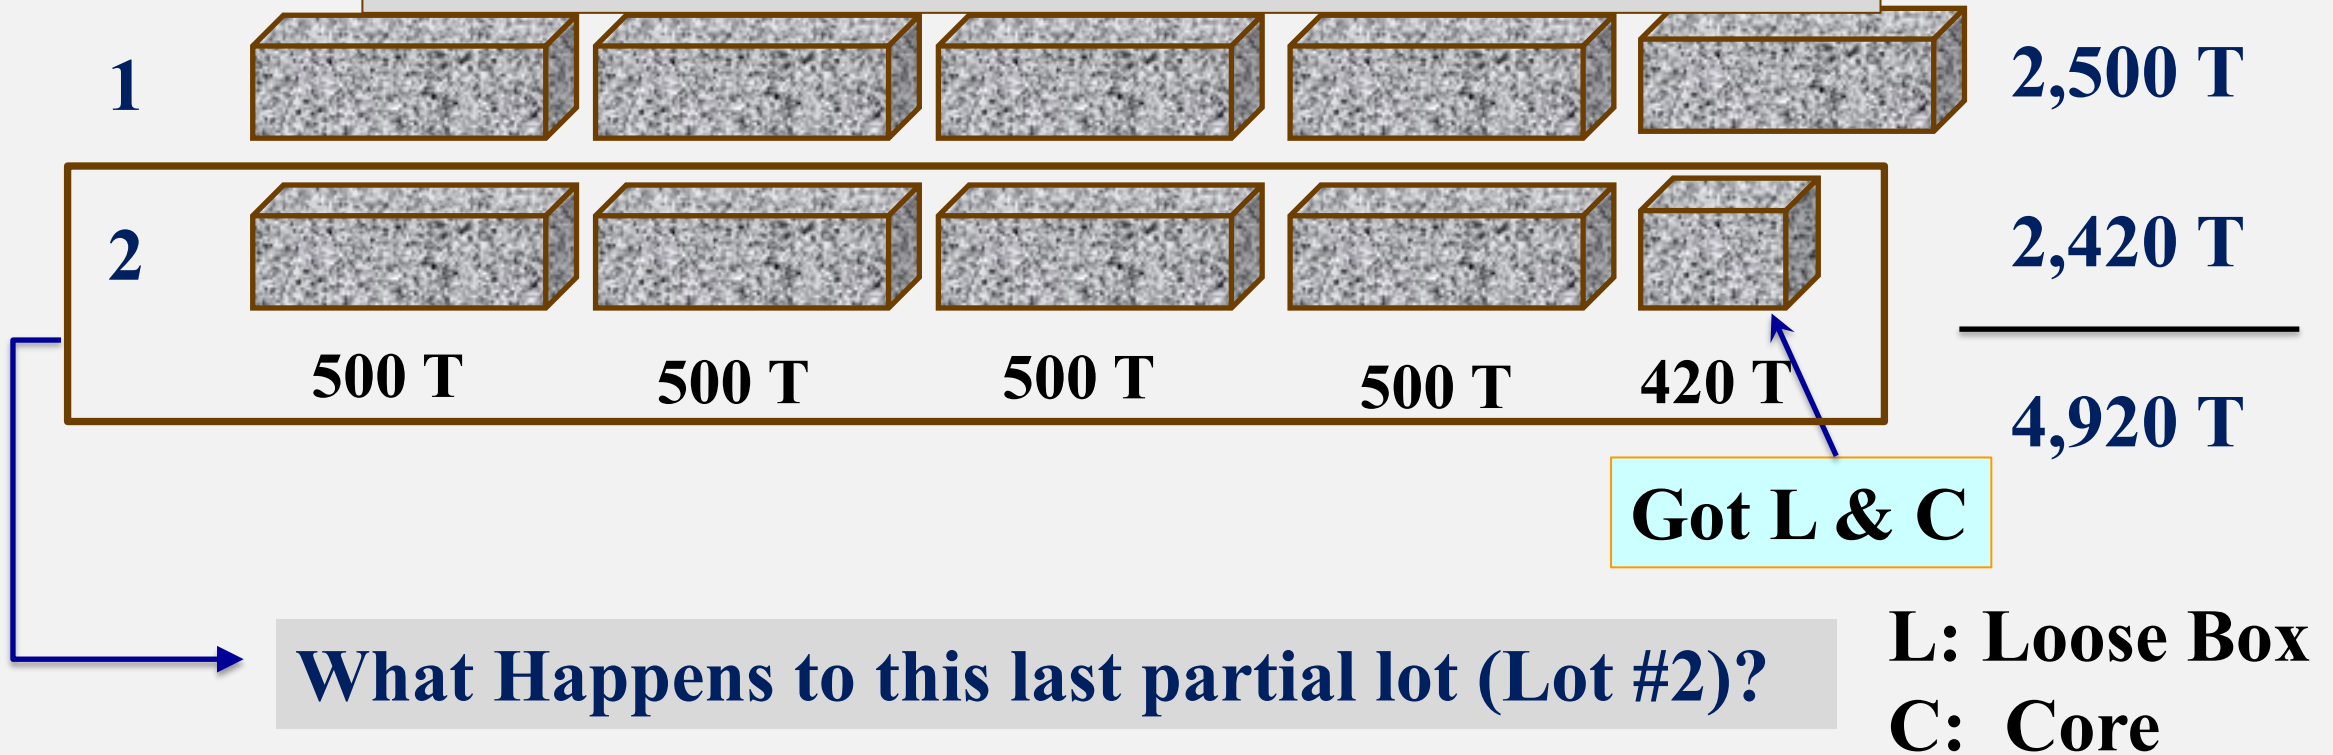 1
2,500 T
2
2,420 T
500 T
500 T
500 T
500 T
420 T
4,920 T
Got L & C
What Happens to this last partial lot (Lot #2)?
L: Loose Box
C: Core